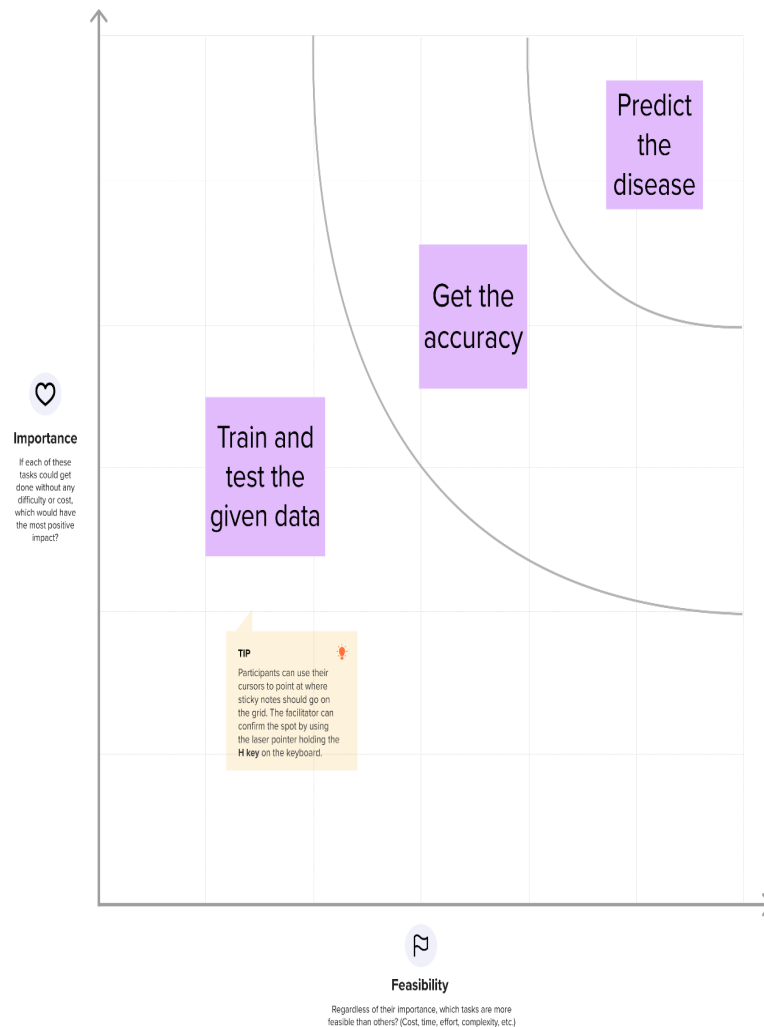 Predict
the
disease
Get the
accuracy
Train and
test the
given data
Importance
If each of these
tasks could get
done without any
difficulty or cost,
which would have
the most positive
impact?
TIP
Participants can use their
cursors to point at where
sticky notes should go on
the grid. The facilitator can
confirm the spot by using
the laser pointer holding the
H key on the keyboard.
Feasibility
Regardless of their importance, which tasks are more
feasible than others? (Cost, time, effort, complexity, etc.)